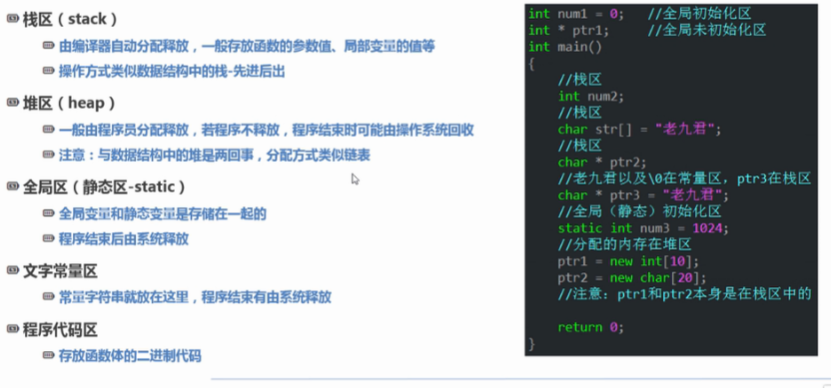 栈区（stack）
由编译器自动分配释放，一般存放函数的参数值、局部变量的值等
操作方式类似数据结构中的栈-先进后出
堆区（heap）
一般由程序员分配释放，若程序不释放，程序结束时可能由操作系统回收
注意：与数据结构中的堆是两回事，分配方式类似链表
全局区（静态区-static）
全局变量和静态变量是存储在一起的
程序结束后由系统释放
文字常量区
常量字符串就放在这里，程序结束有由系统释放
程序代码区
存放函数体的二进制代码
int num1 = 0;   //全局初始化区
int * ptr1;     //全局未初始化区
int main()
{
    //栈区
    int num2;
    //栈区
    char str[] = "老九君";
    //栈区
    char * ptr2;
    //老九君以及\0在常量区，ptr3在栈区
    char * ptr3 = "老九君";
    //全局（静态）初始化区
    static int num3 = 1024;
    //分配的内存在堆区
    ptr1 = new int[10];
    ptr2 = new char[20];
    //注意：ptr1和ptr2本身是在栈区中的
    return 0;
}